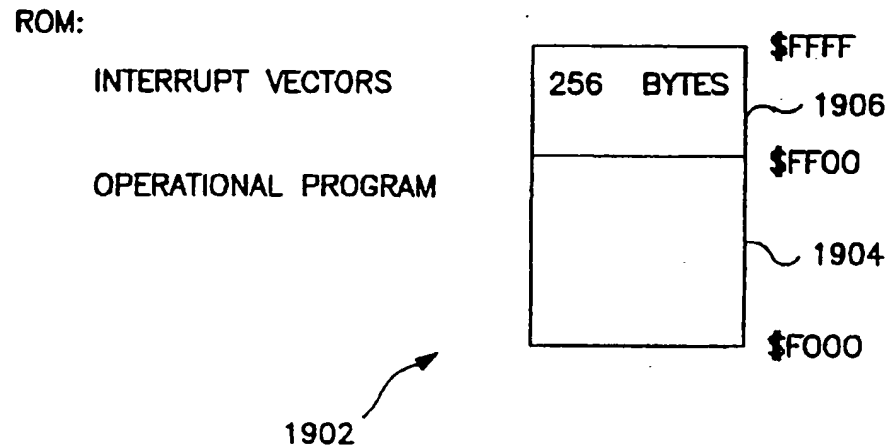 ROM:
$FFFF
INTERRUPT VECTORS
256 BYTES
1906
$FF00
OPERATIONAL PROGRAM
1904
$F000
1902